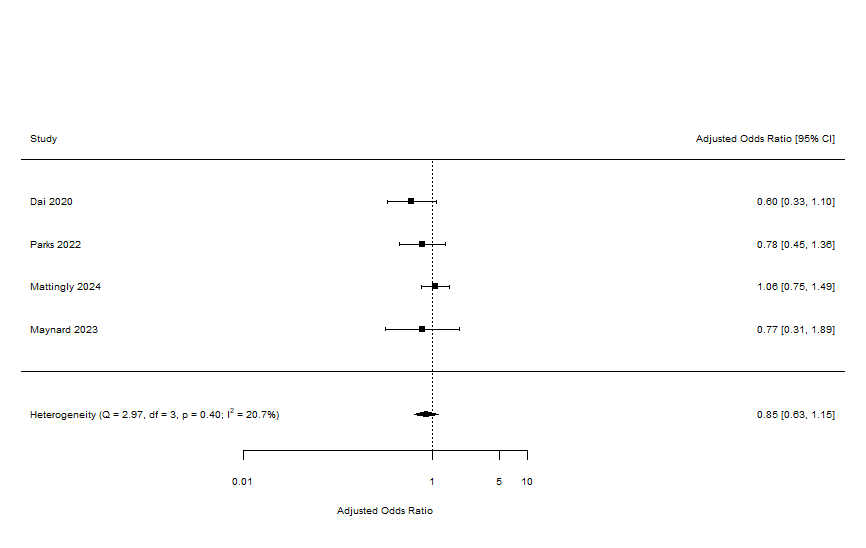 Study Adjusted Odds Ratio [95% CI]
Dai 2020 0.60 [0.33, 1.10]
Parks 2022 0.78 [0.45, 1.36]
Mattingly 2024 1.06 [0.75, 1.49]
Maynard 2023 0.77 [0.31, 1.89]
Heterogeneity (Q = 2.97, df = 3, p = 0.40; I² = 20.7%) 0.85 [0.63, 1.15]
0.01 1 5 10
Adjusted Odds Ratio